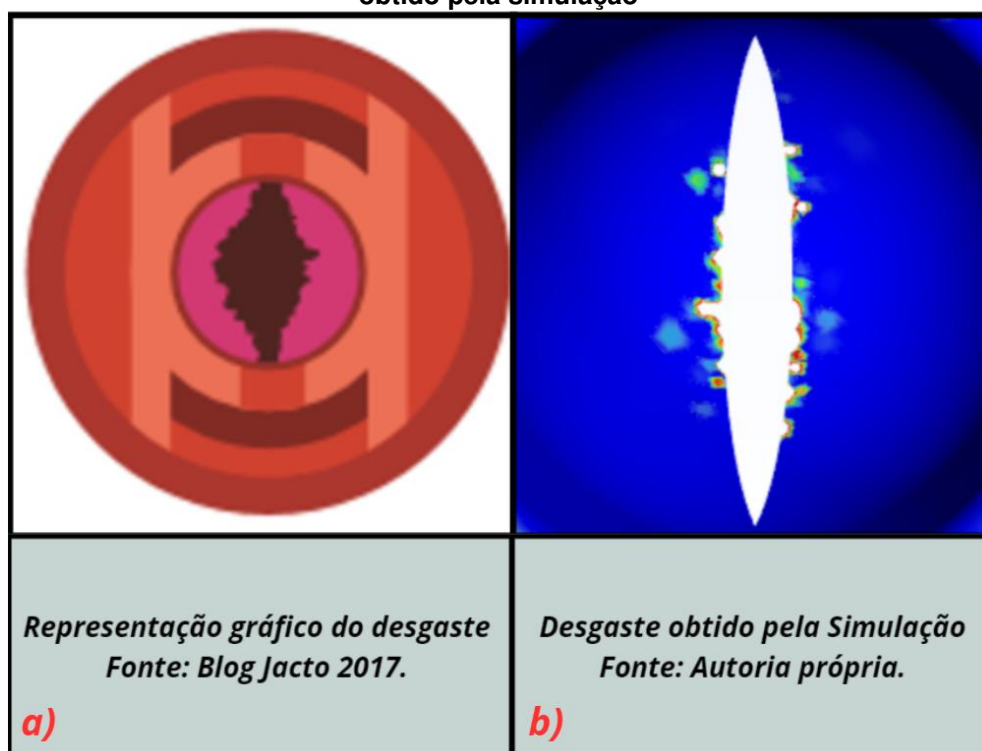 obtido pela simulação
Representação gráfico do desgaste
Fonte: Blog Jacto 2017.
a)
Desgaste obtido pela Simulação
Fonte: Autoria própria.
b)